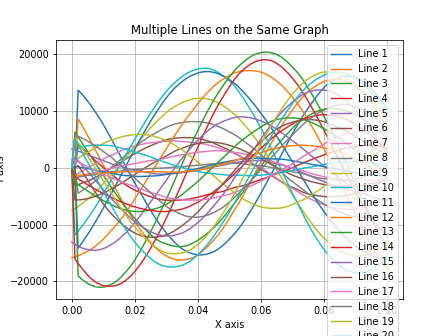 Multiple Lines on the Same Graph
20000
10000
0
−10000
−20000
0.00
0.02
0.04
0.06
X axis
Line 1
Line 2
Line 3
Line 4
Line 5
Line 6
Line 7
Line 8
Line 9
Line 10
Line 11
Line 12
Line 13
Line 14
Line 15
Line 16
Line 17
Line 18
Line 19
Line 20